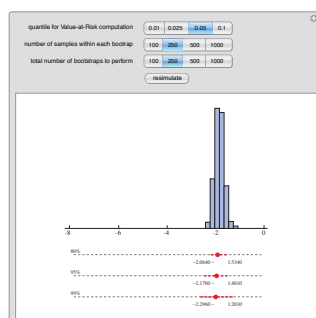 quantile for Value-at-Risk computation 0.01 0.025 0.05 0.1
number of samples within each bootrap 100 250 500 1000
total number of bootstraps to perform 100 250 500 1000
resimulate
-8 -6 -4 -2 0
80%
-2.0640 - 1.5340
95%
-2.1700 - 1.4010
99%
-2.2960 - 1.2010